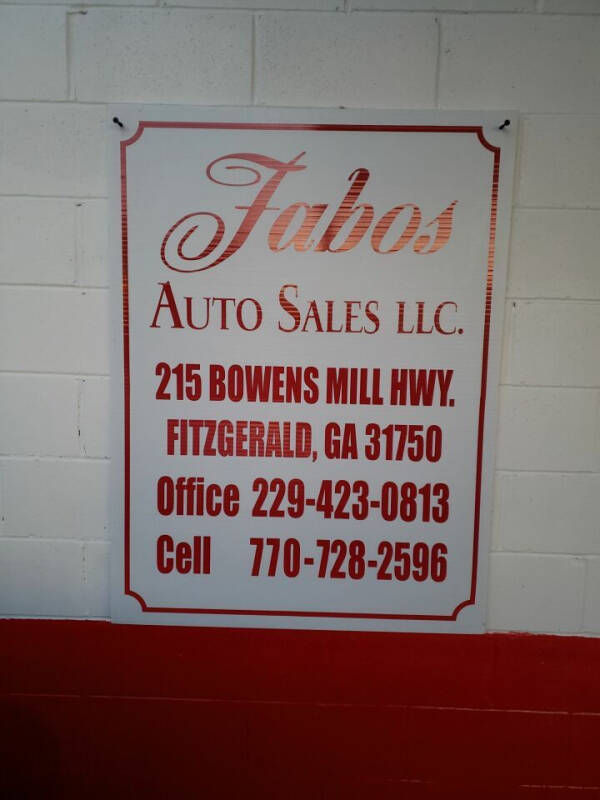 Fabos
AUTO SALES LLC.
215 BOWENS MILL HWY.
FITZGERALD, GA 31750
Office 229-423-0813
Cell 770-728-2596